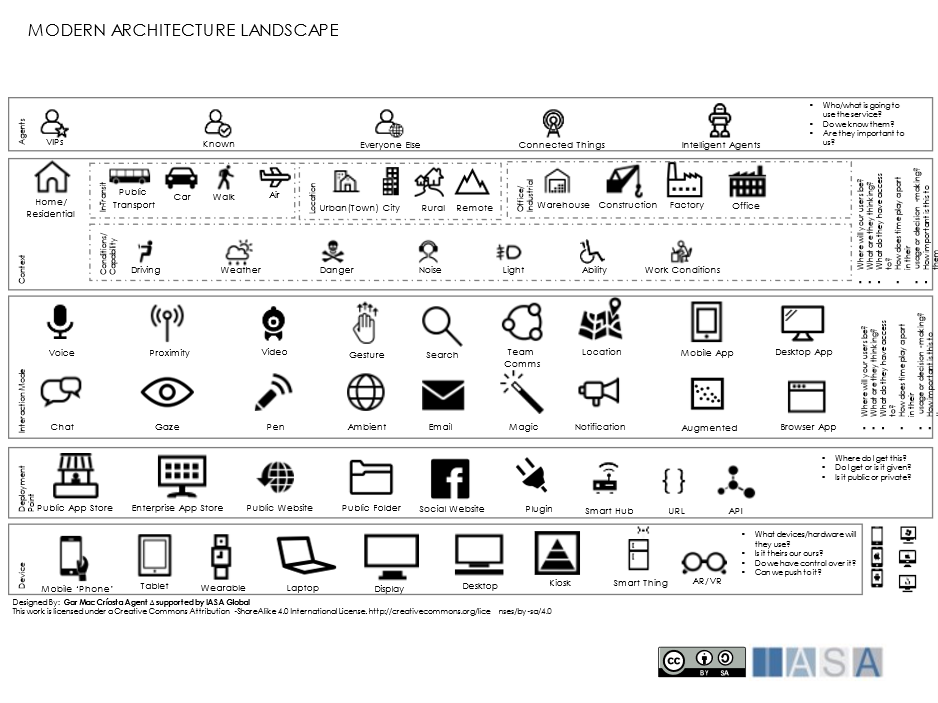 MODERN ARCHITECTURE LANDSCAPE
Agents
VIPs
Known
Everyone Else
Connected Things
Intelligent Agents
• Who/what is going to
use the service?
• Do we know them?
• Are they important to
us?
Context
Home/
Residential
In-Transit
Public
Transport
Car
Walk
Air
Location
Urban(Town)
City
Rural
Remote
Office/
Industrial
Warehouse
Construction
Factory
Office
Conditions/
Capability
Driving
Weather
Danger
Noise
Light
Ability
Work Conditions
• Where will your users be?
• What are they thinking?
• What do they have access
to?
• How does time play apart
in their
• usage or decision -making?
• How important is this to
them
Interaction Mode
Voice
Proximity
Video
Gesture
Search
Team
Comms
Location
Mobile App
Desktop App
Chat
Gaze
Pen
Ambient
Email
Magic
Notification
Augmented
Browser App
• Where will your users be?
• What are they thinking?
• What do they have access
to?
• How does time play apart
in their
• usage or decision -making?
• How important is this to
Deployment
Point
Public App Store
Enterprise App Store
Public Website
Public Folder
Social Website
Plugin
Smart Hub
URL
API
• Where do I get this?
• Do I get or is it given?
• Is it public or private?
Device
Mobile ‘Phone’
Tablet
Wearable
Laptop
Display
Desktop
Kiosk
Smart Thing
AR/VR
• What devices/hardware will
they use?
• Is it theirs our ours?
• Do we have control over it?
• Can we push to it?
Designed By: Gar Mac Críosta Agent ∆ supported by IASA Global
This work is licensed under a Creative Commons Attribution -ShareAlike 4.0 International License. http://creativecommons.org/lice nses/by -sa/4.0
cc
BY SA
IASA